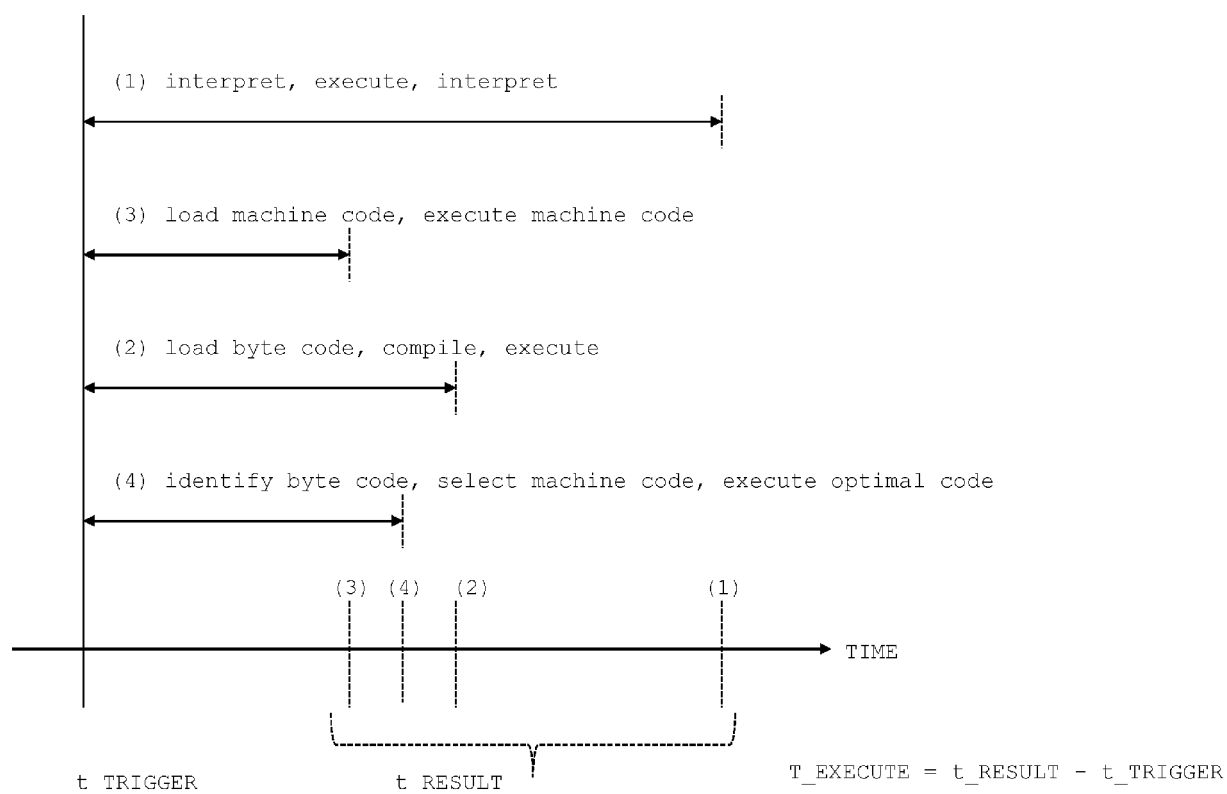 (1) interpret, execute, interpret
(3) load machine code, execute machine code
(2) load byte code, compile, execute
(4) identify byte code, select machine code, execute optimal code
(3) (4) (2) (1)
TIME
t TRIGGER t RESULT T_EXECUTE = t_RESULT - t_TRIGGER